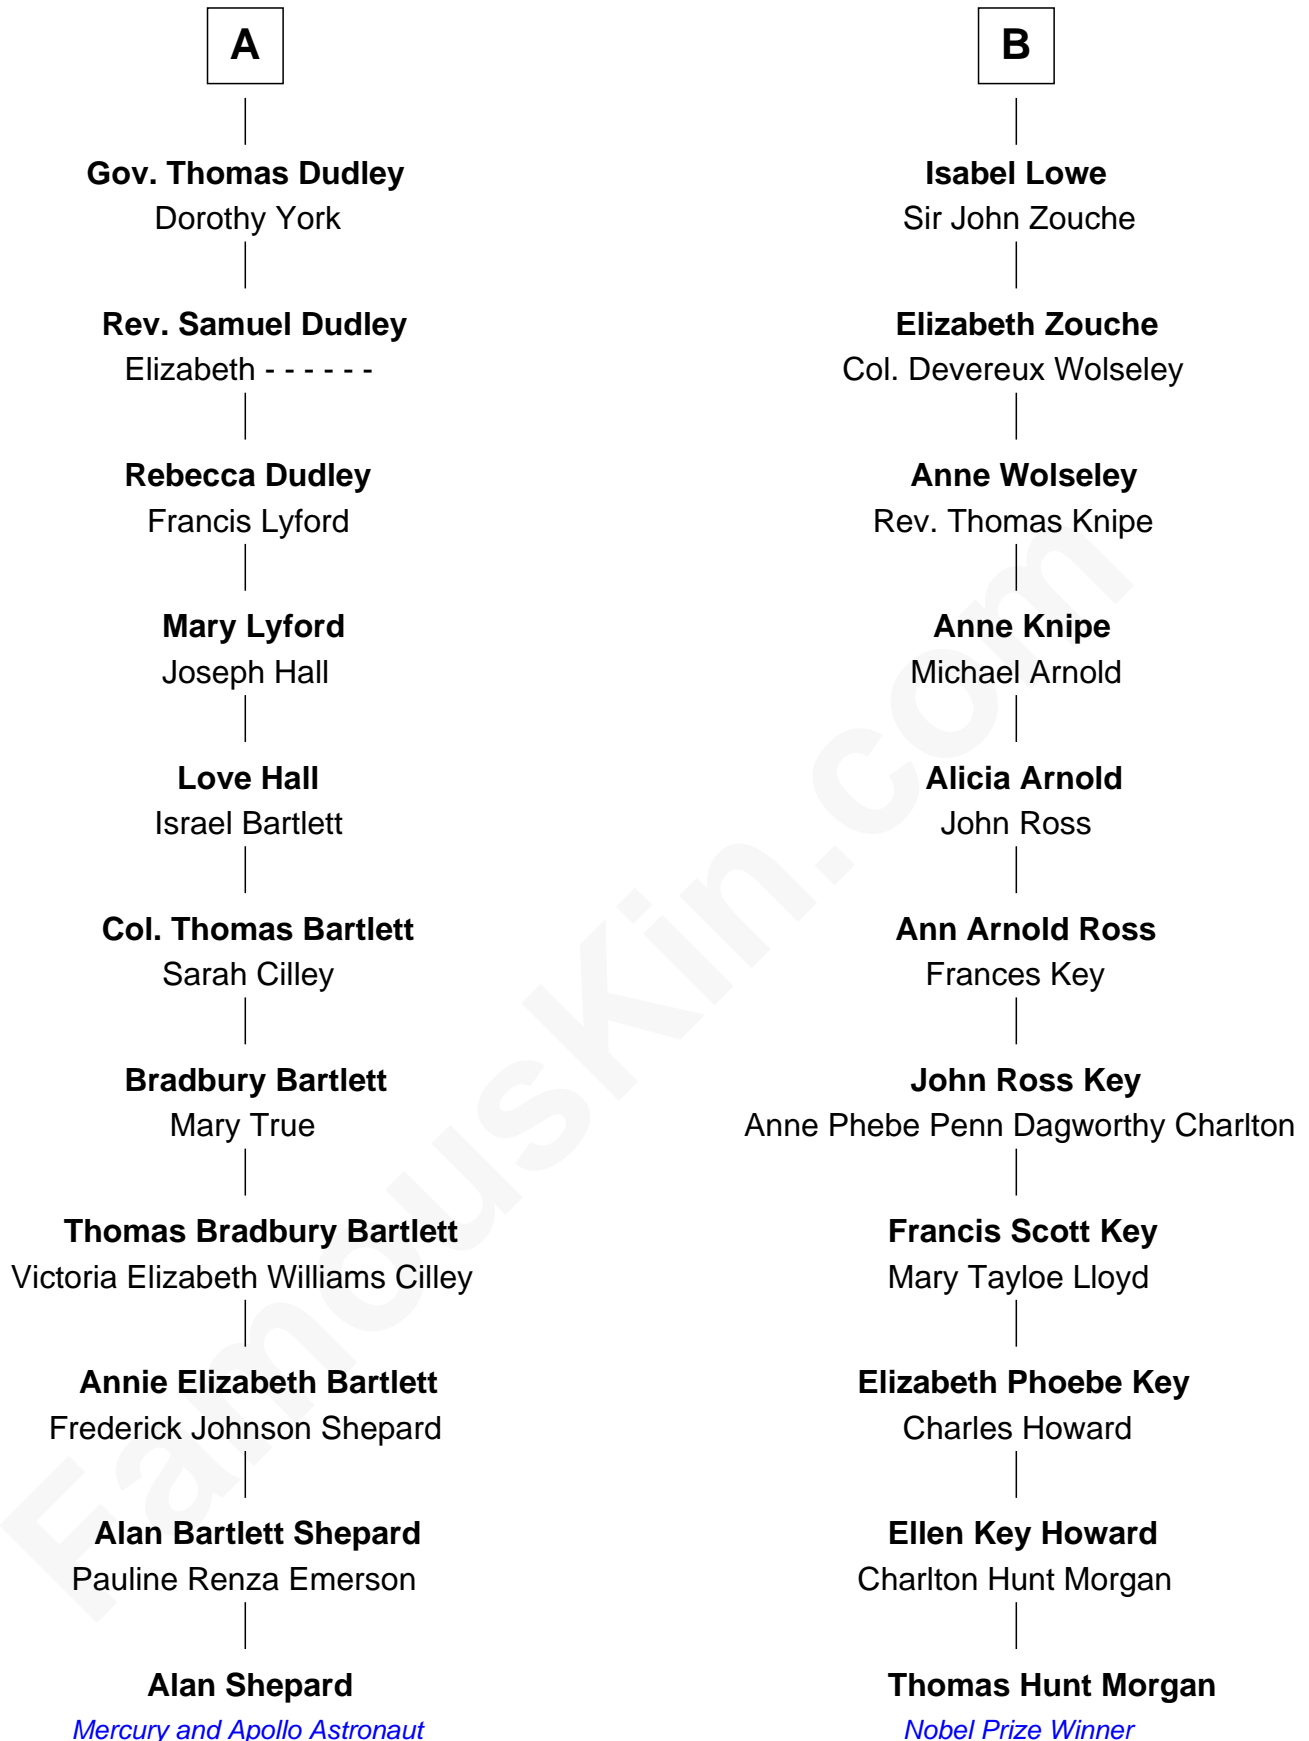 A
Gov. Thomas Dudley
Dorothy York
Rev. Samuel Dudley
Elizabeth - - - - - -
Rebecca Dudley
Francis Lyford
Mary Lyford
Joseph Hall
Love Hall
Israel Bartlett
Col. Thomas Bartlett
Sarah Cilley
Bradbury Bartlett
Mary True
Thomas Bradbury Bartlett
Victoria Elizabeth Williams Cilley
Annie Elizabeth Bartlett
Frederick Johnson Shepard
Alan Bartlett Shepard
Pauline Renza Emerson
Alan Shepard
Mercury and Apollo Astronaut
B
Isabel Lowe
Sir John Zouche
Elizabeth Zouche
Col. Devereux Wolseley
Anne Wolseley
Rev. Thomas Knipe
Anne Knipe
Michael Arnold
Alicia Arnold
John Ross
Ann Arnold Ross
Frances Key
John Ross Key
Anne Phebe Penn Dagworthy Charlton
Francis Scott Key
Mary Tayloe Lloyd
Elizabeth Phoebe Key
Charles Howard
Ellen Key Howard
Charlton Hunt Morgan
Thomas Hunt Morgan
Nobel Prize Winner
FamousKin.com